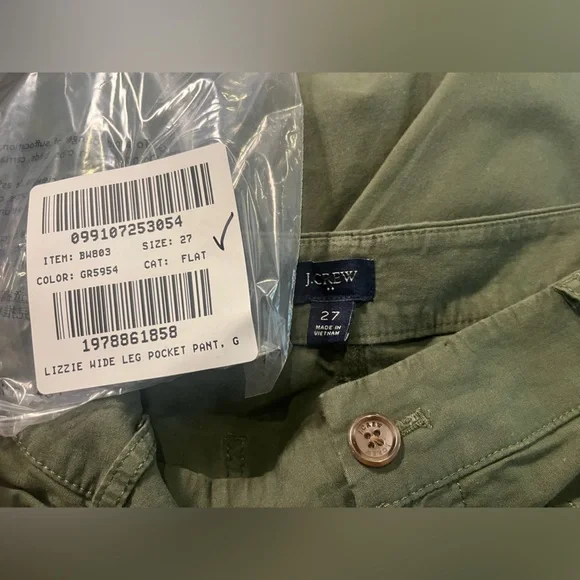 099107253054
ITEM: BW803 SIZE: 27
COLOR: GR5954 CAT: FLAT
1978861858
LIZZIE WIDE LEG POCKET PANT, G
J.CREW
27
MADE IN
VIETNAM
J.CREW